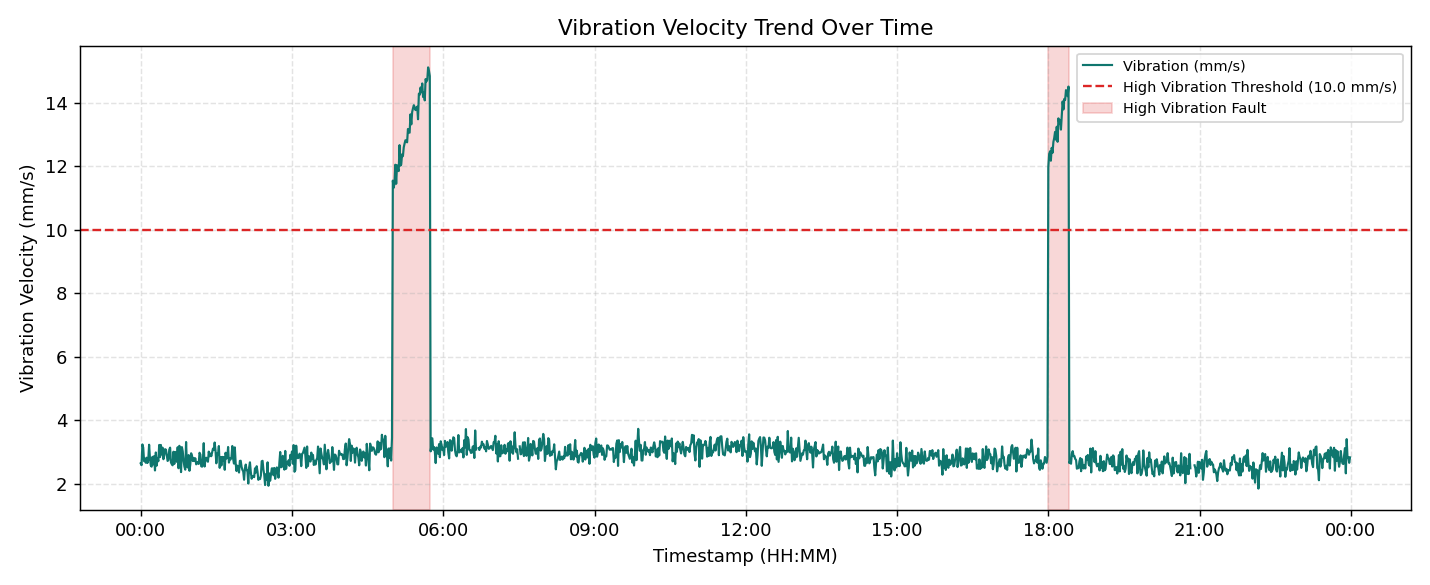 Vibration Velocity Trend Over Time
Vibration (mm/s)
High Vibration Threshold (10.0 mm/s)
High Vibration Fault
Vibration Velocity (mm/s)
14
12
10
8
6
4
2
00:00 03:00 06:00 09:00 12:00 15:00 18:00 21:00 00:00
Timestamp (HH:MM)